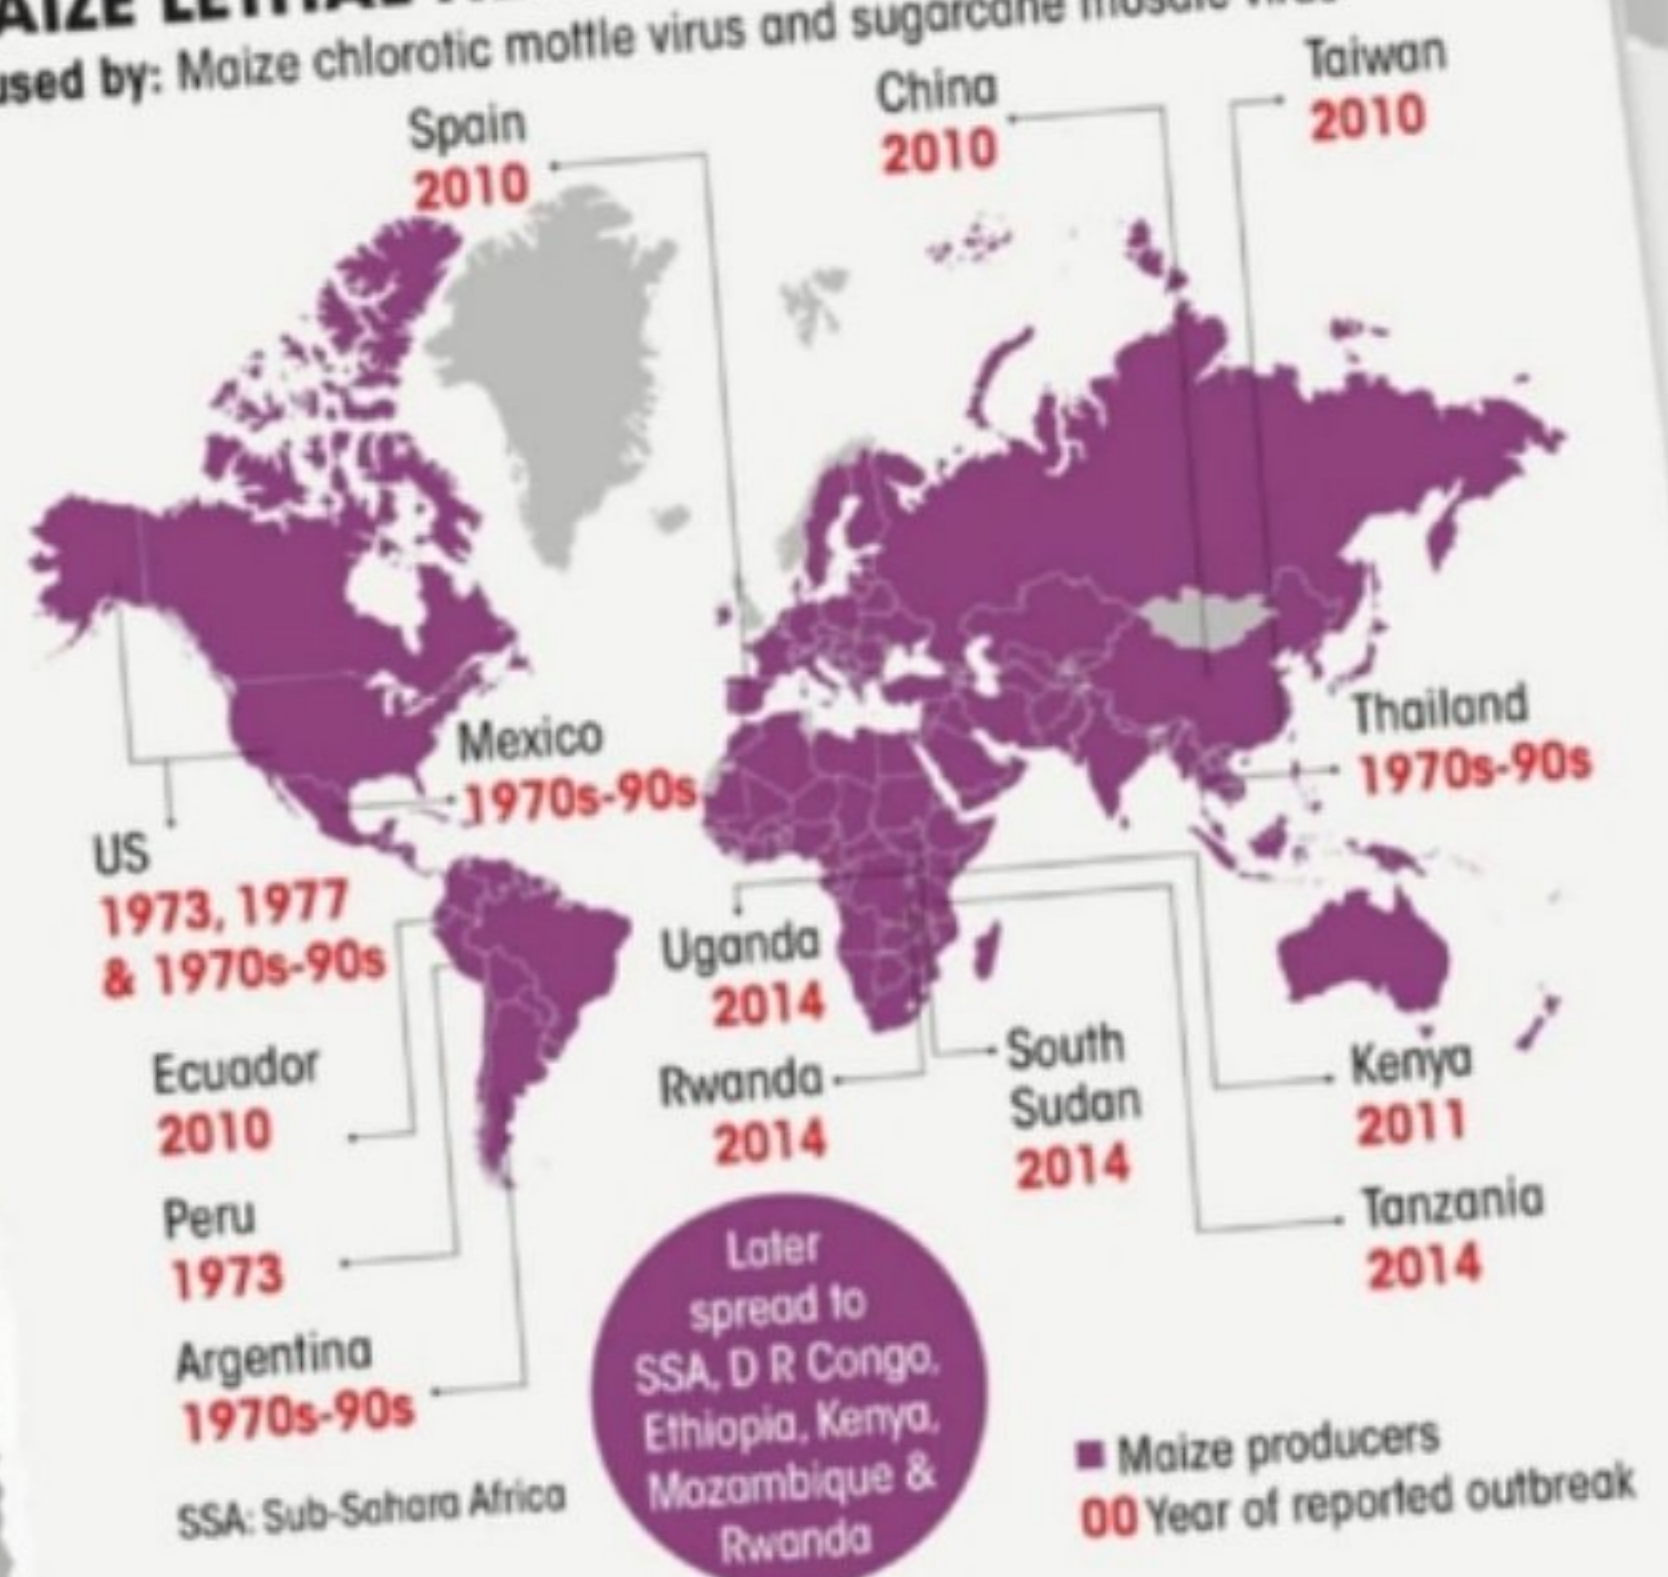 used by: Maize chlorotic mottle virus and sugarcane mosaic virus
Spain
2010
China
2010
Taiwan
2010
Mexico
1970s-90s
Thailand
1970s-90s
US
1973, 1977
& 1970s-90s
Uganda
2014
Ecuador
2010
Rwanda
2014
South
Sudan
2014
Kenya
2011
Peru
1973
Tanzania
2014
Argentina
1970s-90s
Later
spread to
SSA, D R Congo,
Ethiopia, Kenya,
Mozambique &
Rwanda
SSA: Sub-Sahara Africa
Maize producers
00 Year of reported outbreak